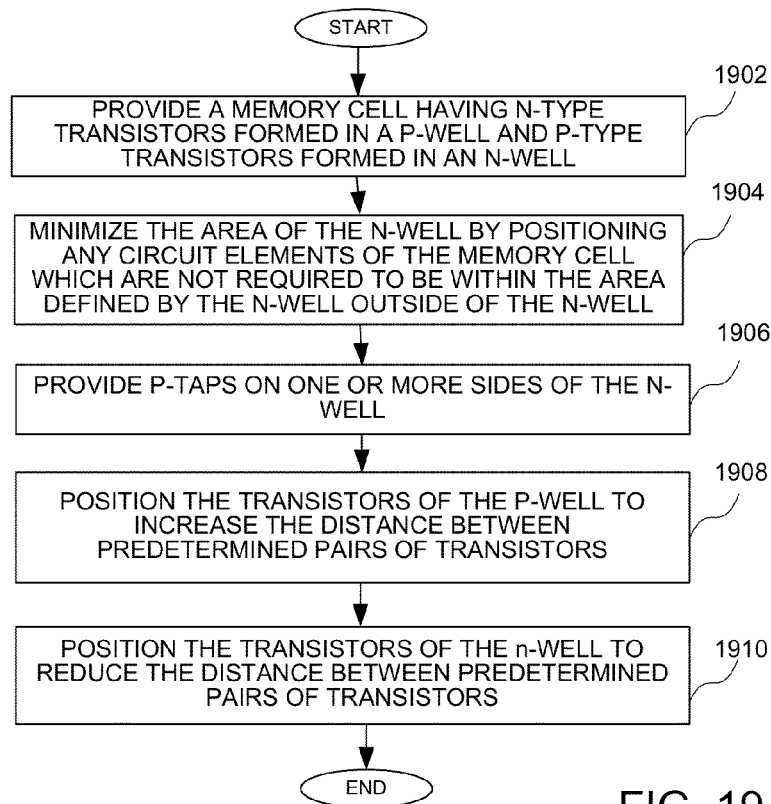 START
1902
PROVIDE A MEMORY CELL HAVING N-TYPE
TRANSISTORS FORMED IN A P-WELL AND P-TYPE
TRANSISTORS FORMED IN AN N-WELL
1904
MINIMIZE THE AREA OF THE N-WELL BY POSITIONING
ANY CIRCUIT ELEMENTS OF THE MEMORY CELL
WHICH ARE NOT REQUIRED TO BE WITHIN THE AREA
DEFINED BY THE N-WELL OUTSIDE OF THE N-WELL
1906
PROVIDE P-TAPS ON ONE OR MORE SIDES OF THE N-
WELL
1908
POSITION THE TRANSISTORS OF THE P-WELL TO
INCREASE THE DISTANCE BETWEEN
PREDETERMINED PAIRS OF TRANSISTORS
1910
POSITION THE TRANSISTORS OF THE n-WELL TO
REDUCE THE DISTANCE BETWEEN PREDETERMINED
PAIRS OF TRANSISTORS
END
FIG. 19